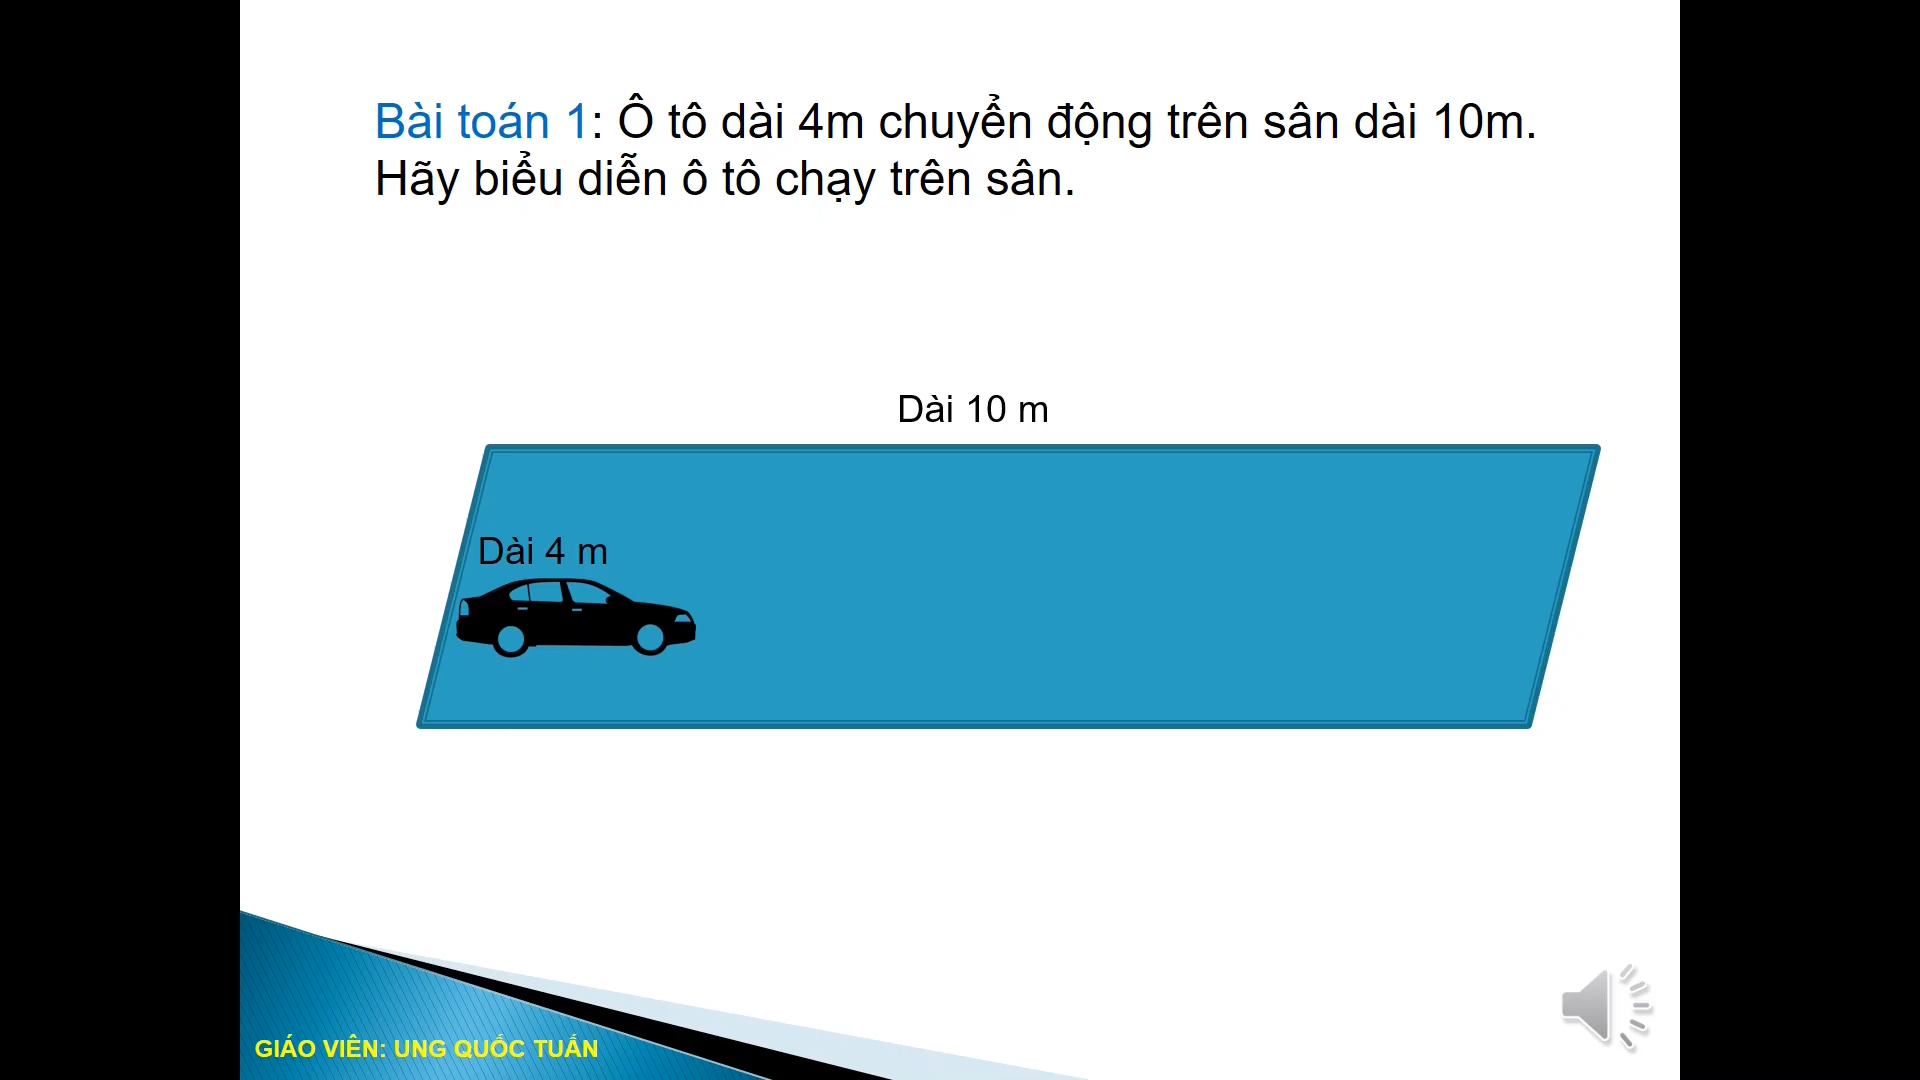 Bài toán 1: Ô tô dài 4m chuyển động trên sân dài 10m.
Hãy biểu diễn ô tô chạy trên sân.
Dài 10 m
Dài 4 m
GIÁO VIÊN: UNG QUỐC TUẤN